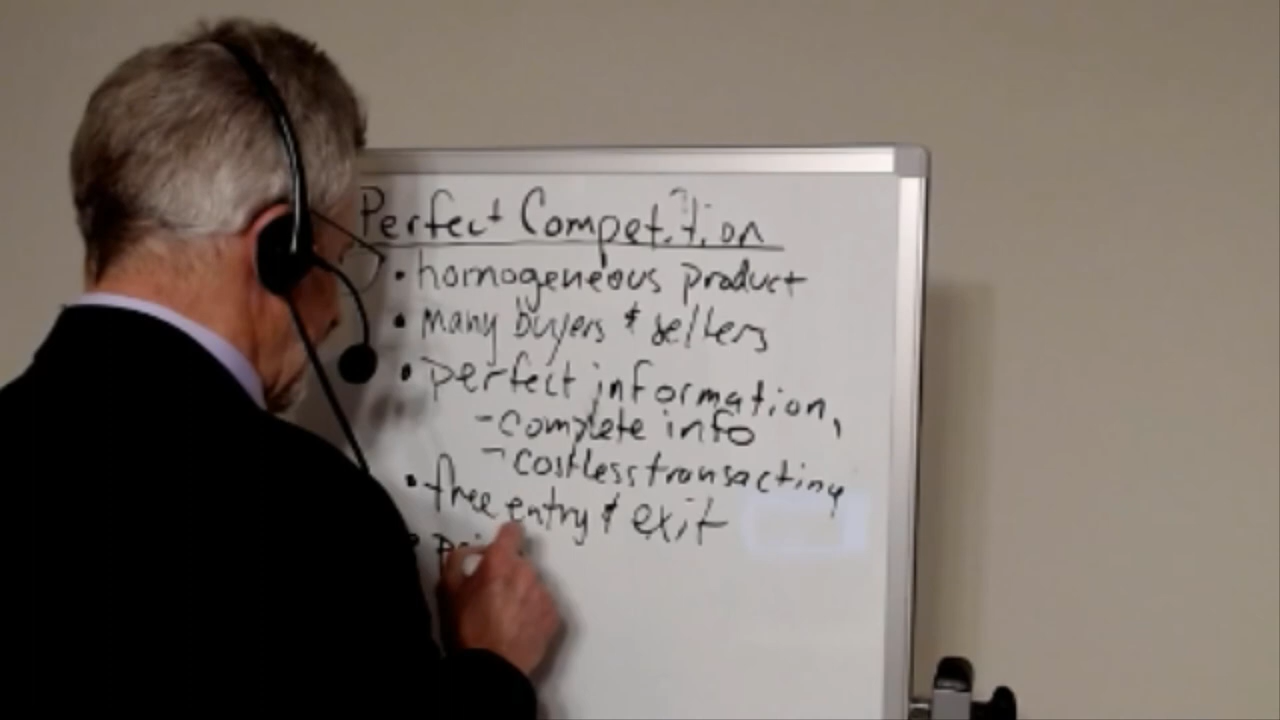 Perfect Competition
• homogeneous product
• many buyers & sellers
• perfect information,
- complete info
- costless transacting
• free entry & exit